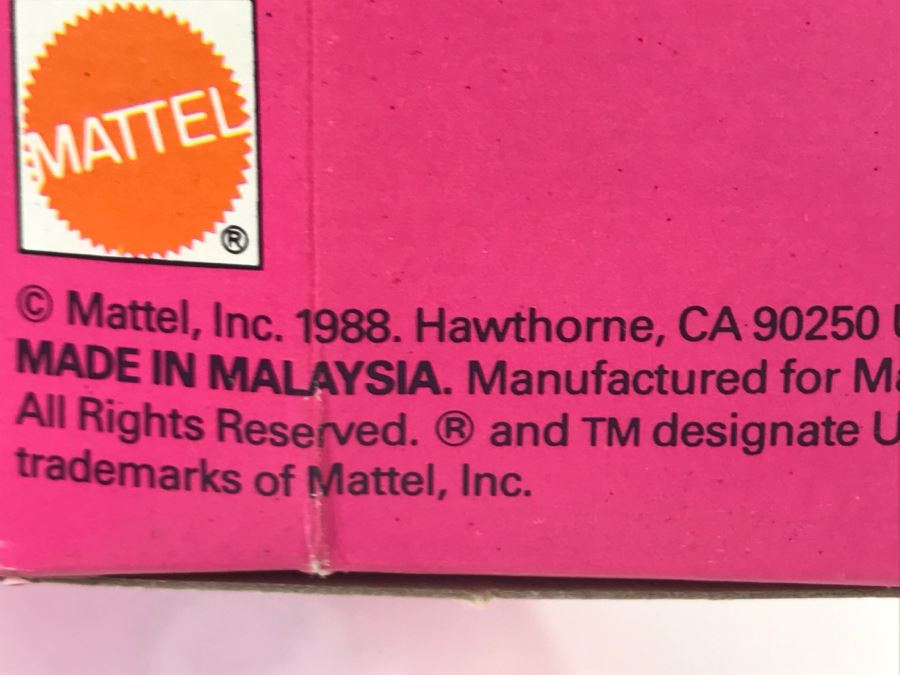 MATTEL
®
© Mattel, Inc. 1988. Hawthorne, CA 90250
MADE IN MALAYSIA. Manufactured for
All Rights Reserved. ® and TM designate
trademarks of Mattel, Inc.